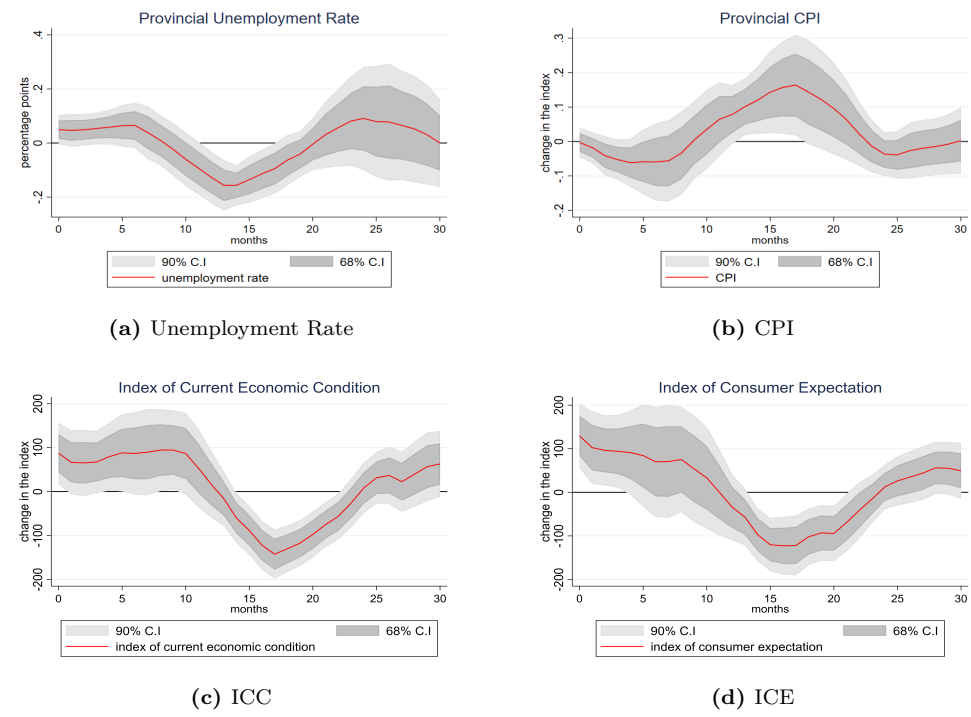 Provincial Unemployment Rate
percentage points
.4
.2
0
-.2
0 5 10 15 20 25 30
months
90% C.I 68% C.I
unemployment rate
(a) Unemployment Rate
Provincial CPI
change in the index
.3
.2
.1
0
-.1
-.2
0 5 10 15 20 25 30
months
90% C.I 68% C.I
CPI
(b) CPI
Index of Current Economic Condition
change in the index
200
100
0
-100
-200
0 5 10 15 20 25 30
months
90% C.I 68% C.I
index of current economic condition
(c) ICC
Index of Consumer Expectation
change in the index
200
100
0
-100
-200
0 5 10 15 20 25 30
months
90% C.I 68% C.I
index of consumer expectation
(d) ICE